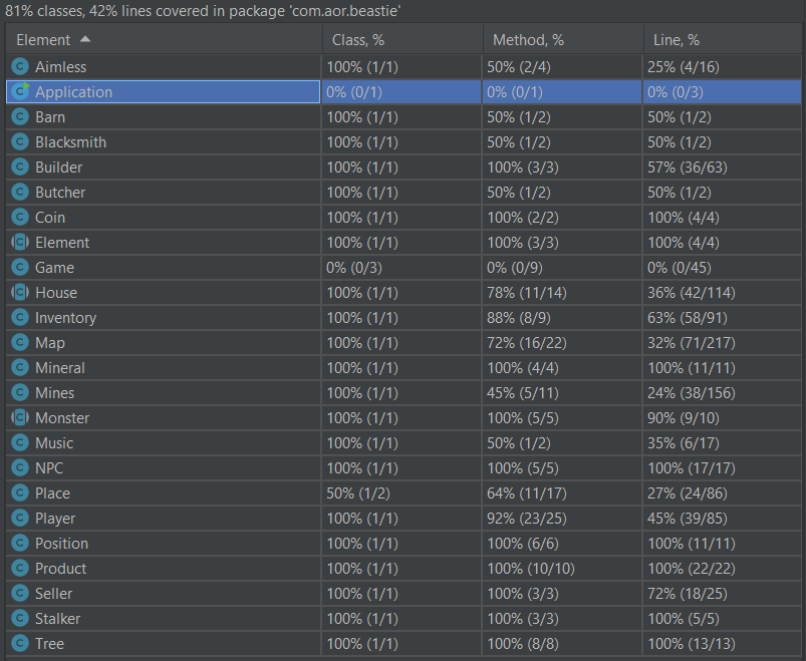 81% classes, 42% lines covered in package 'com.aor.beastie'
Element Class, % Method, % Line, %
C Aimless 100% (1/1) 50% (2/4) 25% (4/16)
C Application 0% (0/1) 0% (0/1) 0% (0/3)
C Barn 100% (1/1) 50% (1/2) 50% (1/2)
C Blacksmith 100% (1/1) 50% (1/2) 50% (1/2)
C Builder 100% (1/1) 100% (3/3) 57% (36/63)
C Butcher 100% (1/1) 50% (1/2) 50% (1/2)
C Coin 100% (1/1) 100% (2/2) 100% (4/4)
C Element 100% (1/1) 100% (3/3) 100% (4/4)
C Game 0% (0/3) 0% (0/9) 0% (0/45)
C House 100% (1/1) 78% (11/14) 36% (42/114)
C Inventory 100% (1/1) 88% (8/9) 63% (58/91)
C Map 100% (1/1) 72% (16/22) 32% (71/217)
C Mineral 100% (1/1) 100% (4/4) 100% (11/11)
C Mines 100% (1/1) 45% (5/11) 24% (38/156)
C Monster 100% (1/1) 100% (5/5) 90% (9/10)
C Music 100% (1/1) 50% (1/2) 35% (6/17)
C NPC 100% (1/1) 100% (5/5) 100% (17/17)
C Place 50% (1/2) 64% (11/17) 27% (24/86)
C Player 100% (1/1) 92% (23/25) 45% (39/85)
C Position 100% (1/1) 100% (6/6) 100% (11/11)
C Product 100% (1/1) 100% (10/10) 100% (22/22)
C Seller 100% (1/1) 100% (3/3) 72% (18/25)
C Stalker 100% (1/1) 100% (3/3) 100% (5/5)
C Tree 100% (1/1) 100% (8/8) 100% (13/13)